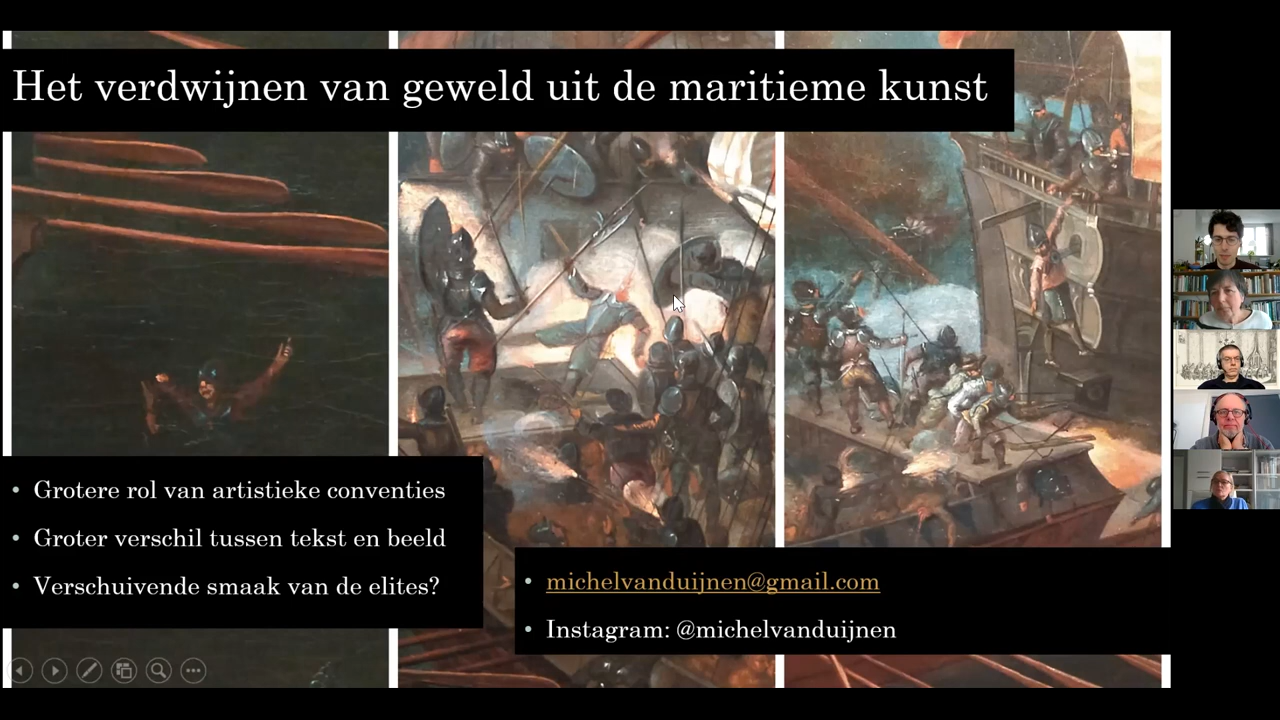 Het verdwijnen van geweld uit de maritieme kunst
• Grotere rol van artistieke conventies
• Groter verschil tussen tekst en beeld
• Verschuivende smaak van de elites?
• michelvanduijnen@gmail.com
• Instagram: @michelvanduijnen